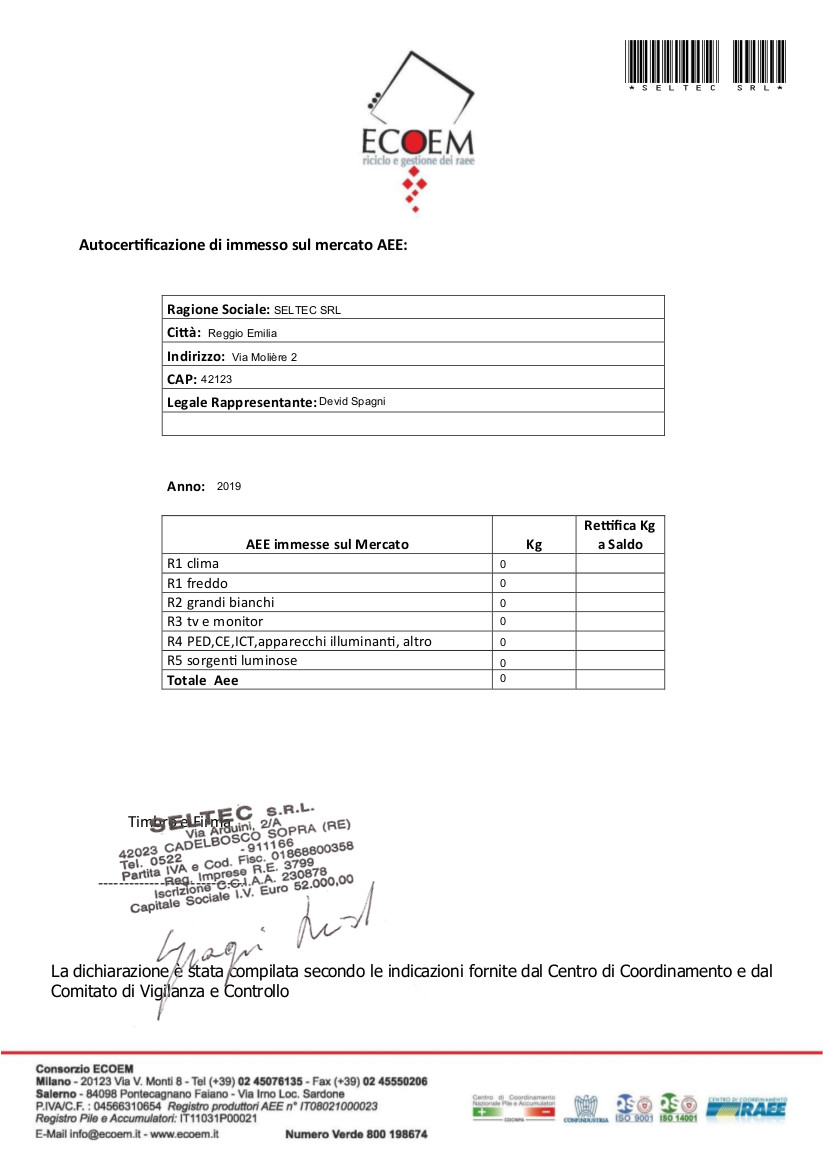 *SELTEC SRL*
ECOEM
riciclo e gestione dei raee
Autocertificazione di immesso sul mercato AEE:
Ragione Sociale: SELTEC SRL
Città: Reggio Emilia
Indirizzo: Via Molière 2
CAP: 42123
Legale Rappresentante: Devid Spagni
Anno: 2019
AEE immesse sul Mercato Kg Rettifica Kg a Saldo
R1 clima 0
R1 freddo 0
R2 grandi bianchi 0
R3 tv e monitor 0
R4 PED,CE,ICT,apparecchi illuminanti, altro 0
R5 sorgenti luminose 0
Totale Aee 0
Timbro e Firma
SELTEC S.R.L.
Via Arduini, 2/A
42023 CADELBOSCO SOPRA (RE)
Tel. 0522 - 911166
Partita IVA e Cod. Fisc. 01868800358
Reg. Imprese R.E. 3799
Iscrizione C.C.I.A.A. 230878
Capitale Sociale I.V. Euro 52.000,00
Spagni Devid
La dichiarazione è stata compilata secondo le indicazioni fornite dal Centro di Coordinamento e dal
Comitato di Vigilanza e Controllo
Consorzio ECOEM
Milano - 20123 Via V. Monti 8 - Tel (+39) 02 45076135 - Fax (+39) 02 45550206
Salerno - 84098 Pontecagnano Faiano - Via Irno Loc. Sardone
P.IVA/C.F. : 04566310654 Registro produttori AEE n° IT08021000023
Registro Pile e Accumulatori: IT11031P00021
E-Mail info@ecoem.it - www.ecoem.it Numero Verde 800 198674
Centro di Coordinamento
Nazionale Pile e Accumulatori
CDCNPA
CONFINDUSTRIA
ISO 9001
ISO 14001
CENTRO DI COORDINAMENTO
RAEE